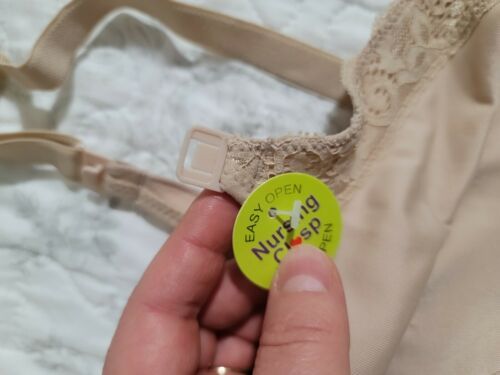 EASY OPEN
Nursing
Clasp
OPEN